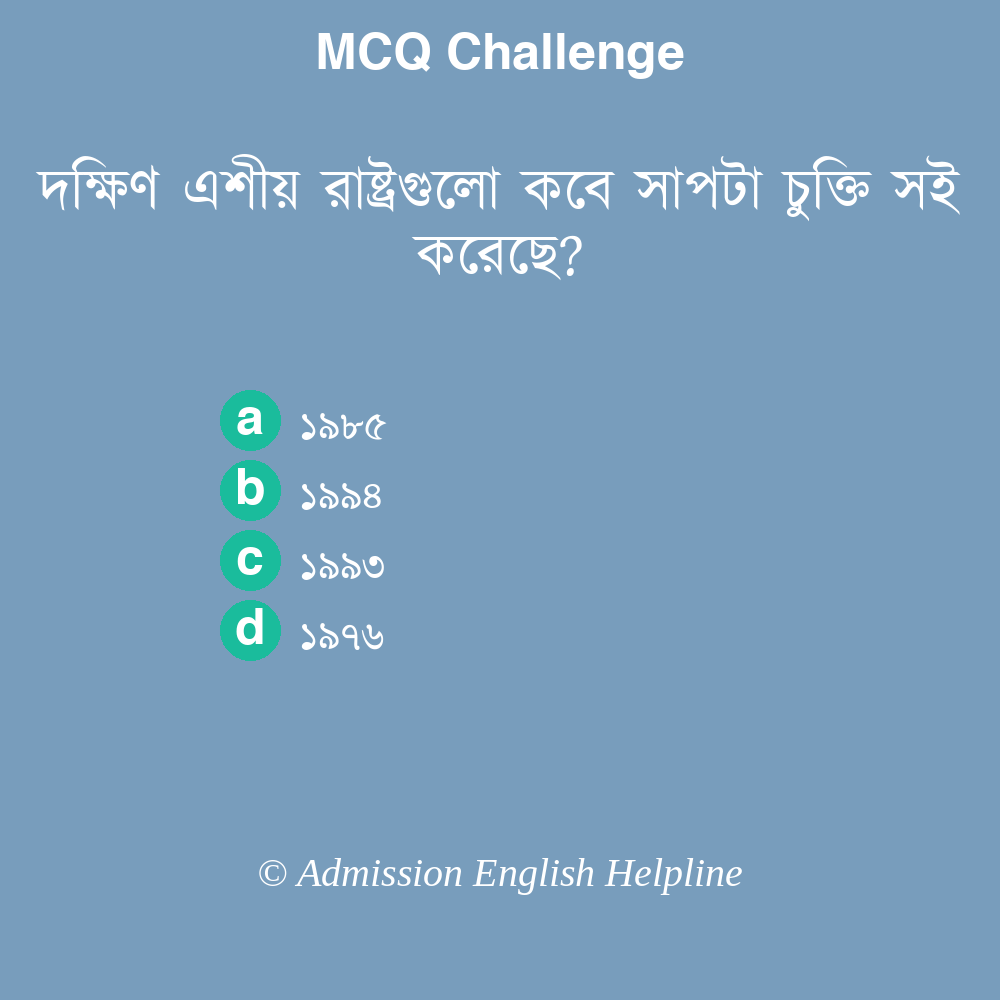 MCQ Challenge
দক্ষিণ এশীয় রাষ্ট্রগুলো কবে সাপটা চুক্তি সই
করেছে?
a ১৯৮৫
b ১৯৯৪
c ১৯৯৩
d ১৯৭৬
© Admission English Helpline